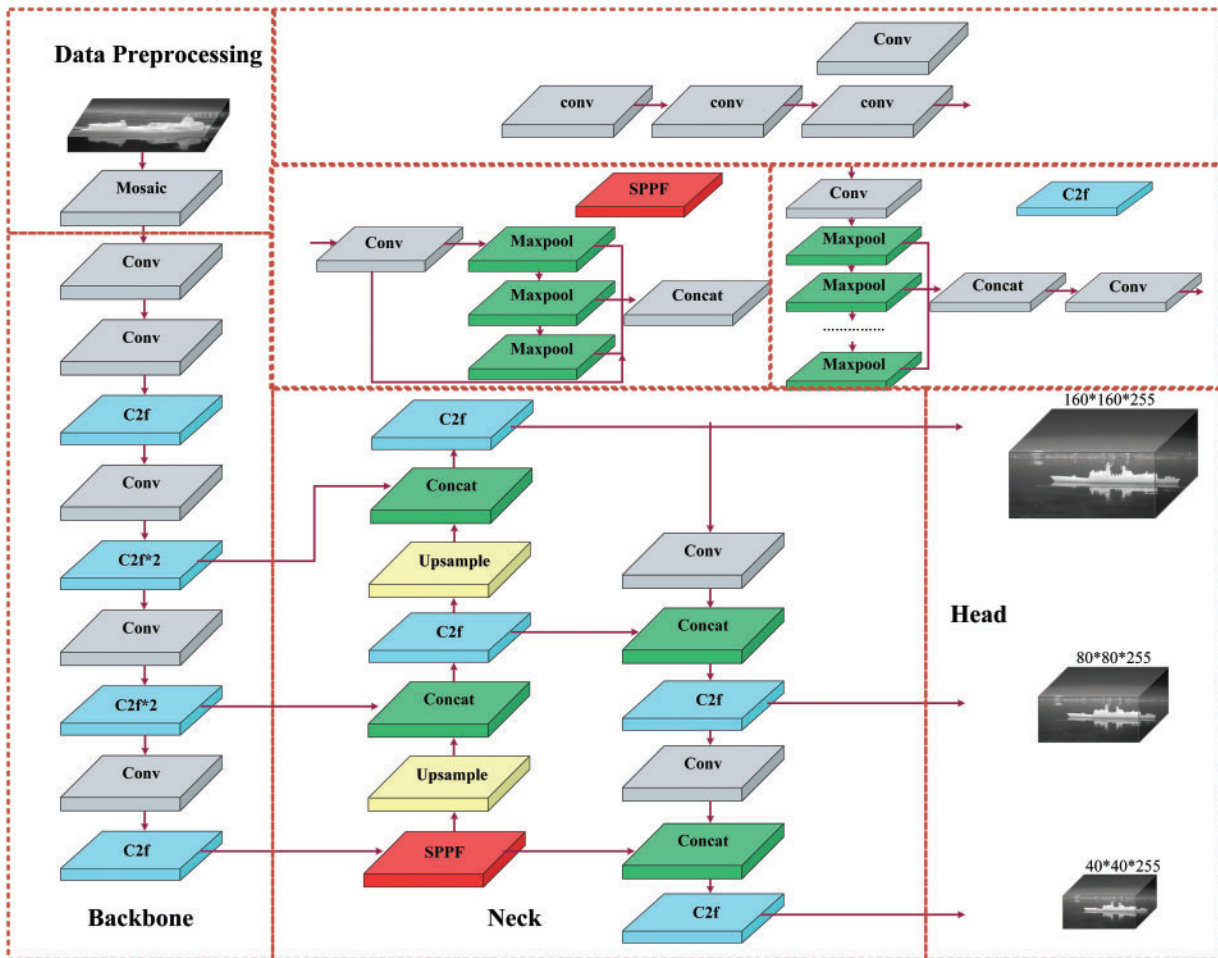 Data Preprocessing
Mosaic
Conv
conv
conv
conv
SPPF
Conv
Maxpool
Maxpool
Maxpool
Concat
C2f
Conv
Maxpool
Maxpool
...............
Maxpool
Concat
Conv
Conv
Conv
C2f
Conv
C2f*2
Conv
C2f*2
Conv
C2f
Backbone
C2f
Concat
Upsample
C2f
Concat
Upsample
SPPF
Conv
Concat
C2f
Conv
Concat
C2f
Neck
160*160*255
Head
80*80*255
40*40*255